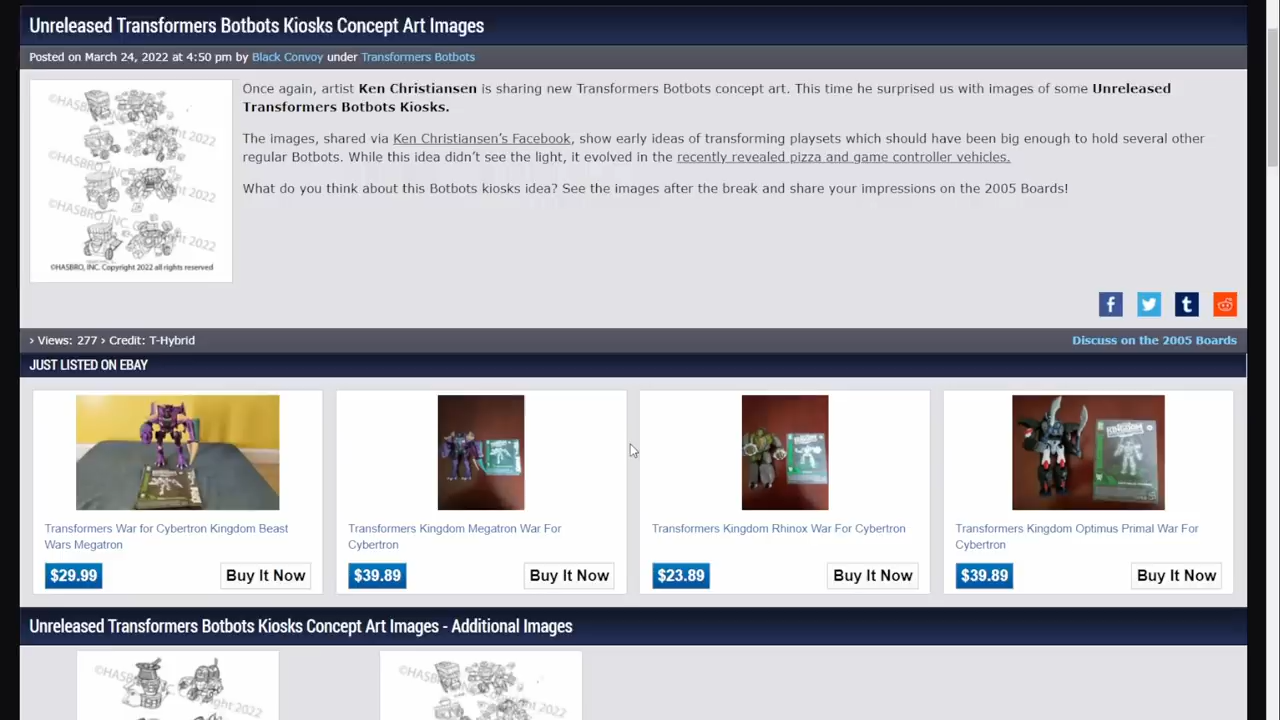 Unreleased Transformers Botbots Kiosks Concept Art Images
Posted on March 24, 2022 at 4:50 pm by Black Convoy under Transformers Botbots
Once again, artist Ken Christiansen is sharing new Transformers Botbots concept art. This time he surprised us with images of some Unreleased
Transformers Botbots Kiosks.
The images, shared via Ken Christiansen's Facebook, show early ideas of transforming playsets which should have been big enough to hold several other
regular Botbots. While this idea didn't see the light, it evolved in the recently revealed pizza and game controller vehicles.
What do you think about this Botbots kiosks idea? See the images after the break and share your impressions on the 2005 Boards!
©HASBRO, INC. Copyright 2022 all rights reserved
› Views: 277 › Credit: T-Hybrid
Discuss on the 2005 Boards
JUST LISTED ON EBAY
Transformers War for Cybertron Kingdom Beast
Wars Megatron
$29.99
Buy It Now
Transformers Kingdom Megatron War For
Cybertron
$39.89
Buy It Now
Transformers Kingdom Rhinox War For Cybertron
$23.89
Buy It Now
Transformers Kingdom Optimus Primal War For
Cybertron
$39.89
Buy It Now
Unreleased Transformers Botbots Kiosks Concept Art Images - Additional Images